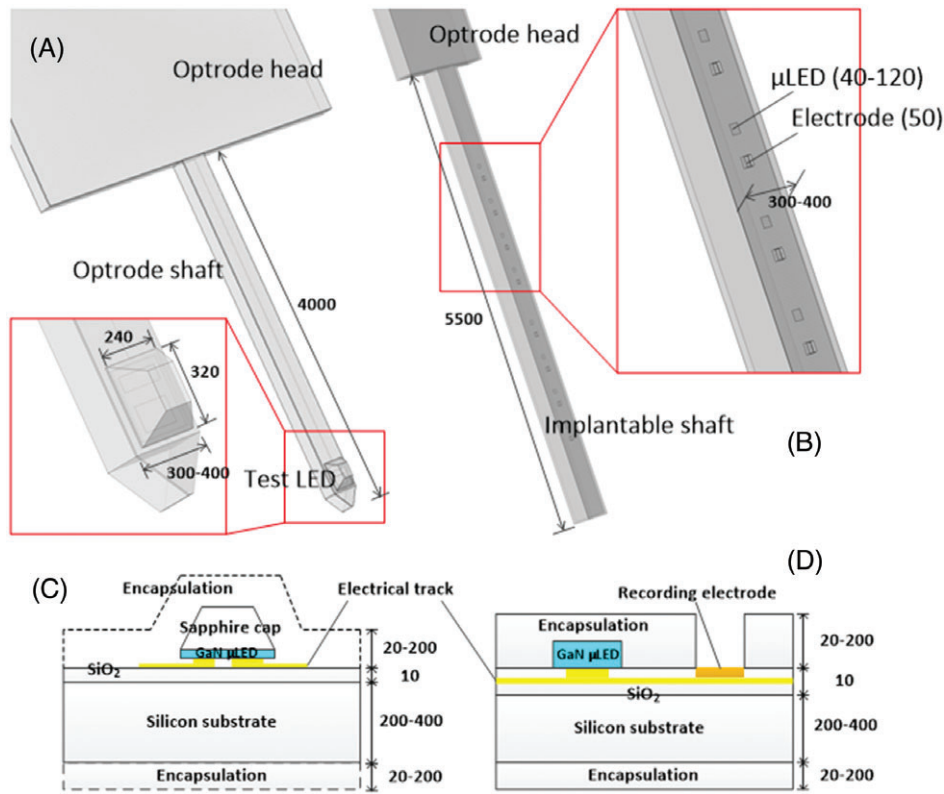 (A)
Optrode head
Optrode shaft
4000
240
320
300-400
Test LED
Optrode head
5500
Implantable shaft
µLED (40-120)
Electrode (50)
300-400
(B)
(C)
Encapsulation
Electrical track
Sapphire cap
GaN µLED
SiO₂
Silicon substrate
Encapsulation
20-200
10
200-400
20-200
(D)
Recording electrode
Encapsulation
GaN µLED
SiO₂
Silicon substrate
Encapsulation
20-200
10
200-400
20-200